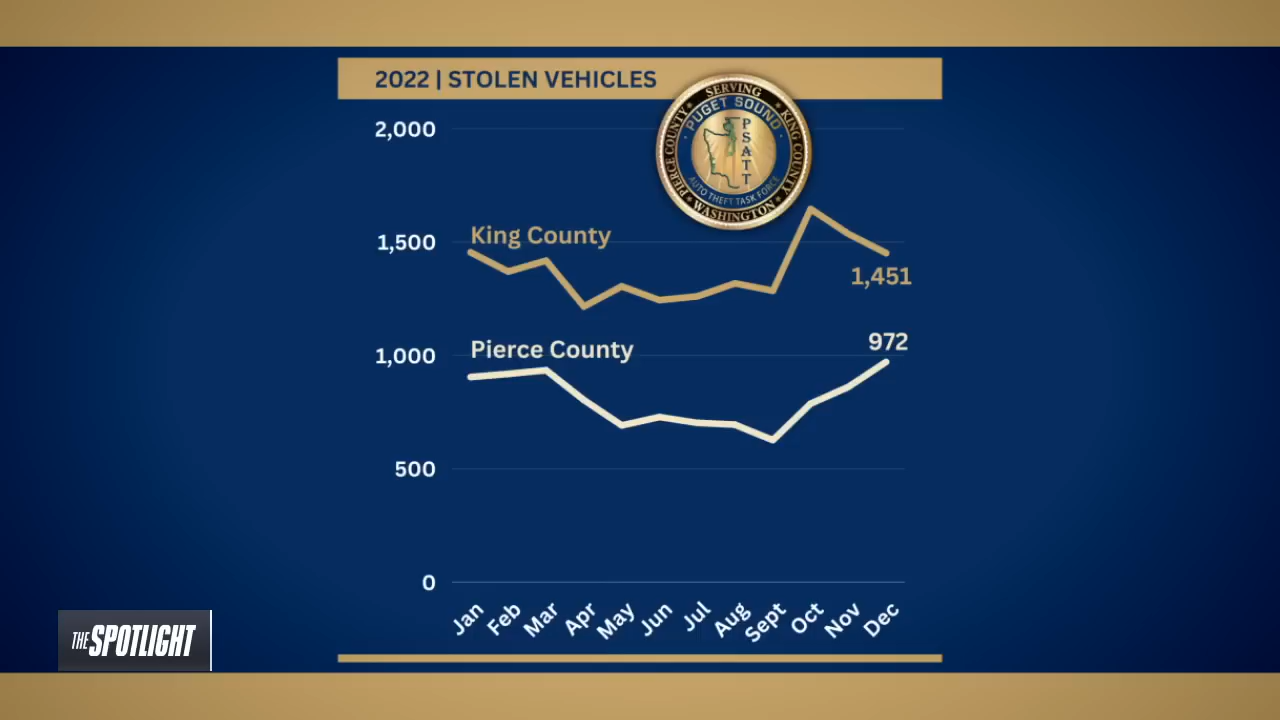 2022 | STOLEN VEHICLES
SERVING
PIERCE COUNTY
KING COUNTY
PUGET SOUND
PSATT
AUTO THEFT TASK FORCE
WASHINGTON
2,000
1,500
1,000
500
0
King County
1,451
Pierce County
972
Jan
Feb
Mar
Apr
May
Jun
Jul
Aug
Sept
Oct
Nov
Dec
THE SPOTLIGHT